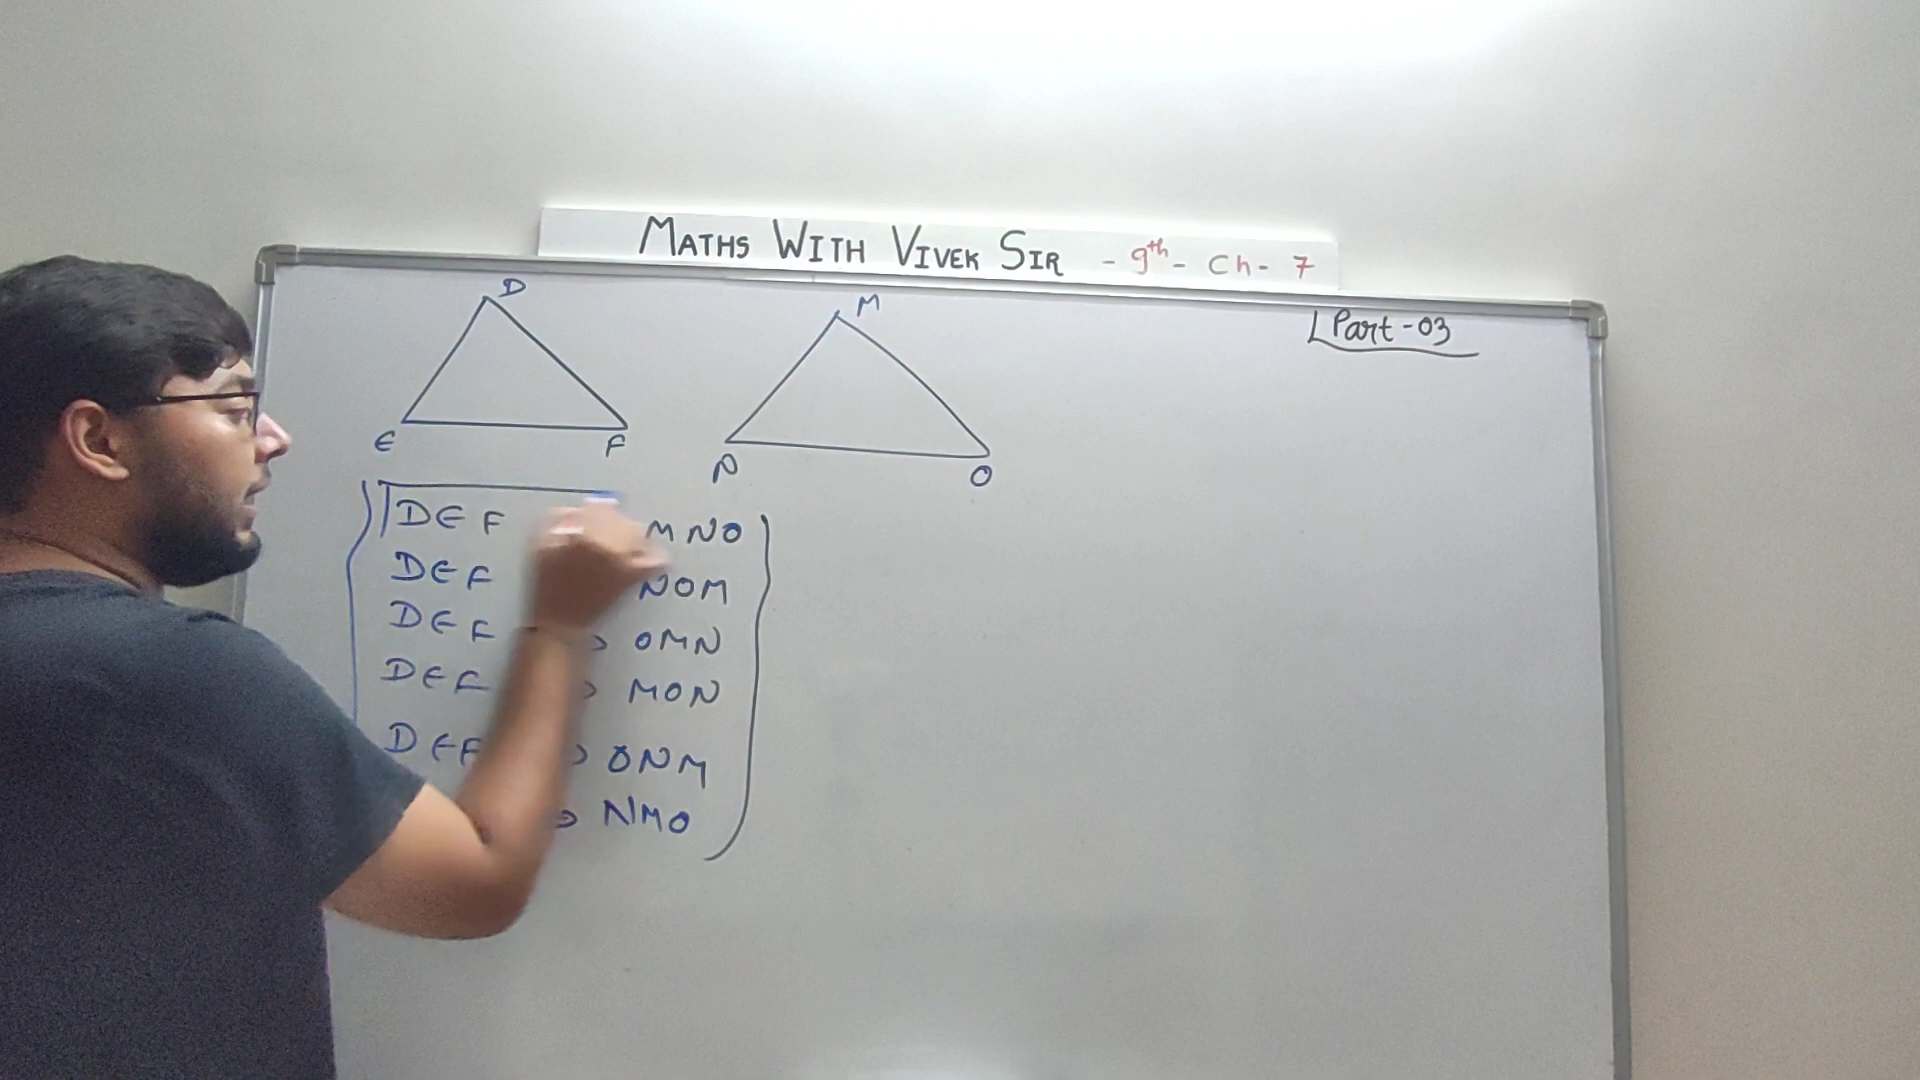 MATHS WITH VIVEK SIR - 9th - Ch - 7
Part - 03
D
M
E
F
N
O
DEF MNO
DEF NOM
DEF OMN
DEF MON
DEF ONM
NMO